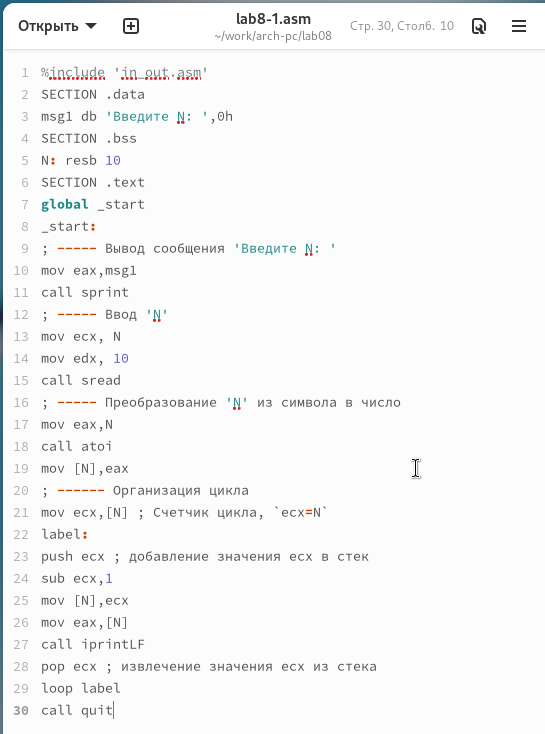 Открыть
lab8-1.asm
~/work/arch-pc/lab08
Стр. 30, Столб. 10
1 %include 'in_out.asm'
2 SECTION .data
3 msg1 db 'Введите N: ',0h
4 SECTION .bss
5 N: resb 10
6 SECTION .text
7 global _start
8 _start:
9 ; ----- Вывод сообщения 'Введите N: '
10 mov eax,msg1
11 call sprint
12 ; ----- Ввод 'N'
13 mov ecx, N
14 mov edx, 10
15 call sread
16 ; ----- Преобразование 'N' из символа в число
17 mov eax,N
18 call atoi
19 mov [N],eax
20 ; ------ Организация цикла
21 mov ecx,[N] ; Счетчик цикла, `ecx=N`
22 label:
23 push ecx ; добавление значения ecx в стек
24 sub ecx,1
25 mov [N],ecx
26 mov eax,[N]
27 call iprintLF
28 pop ecx ; извлечение значения ecx из стека
29 loop label
30 call quit